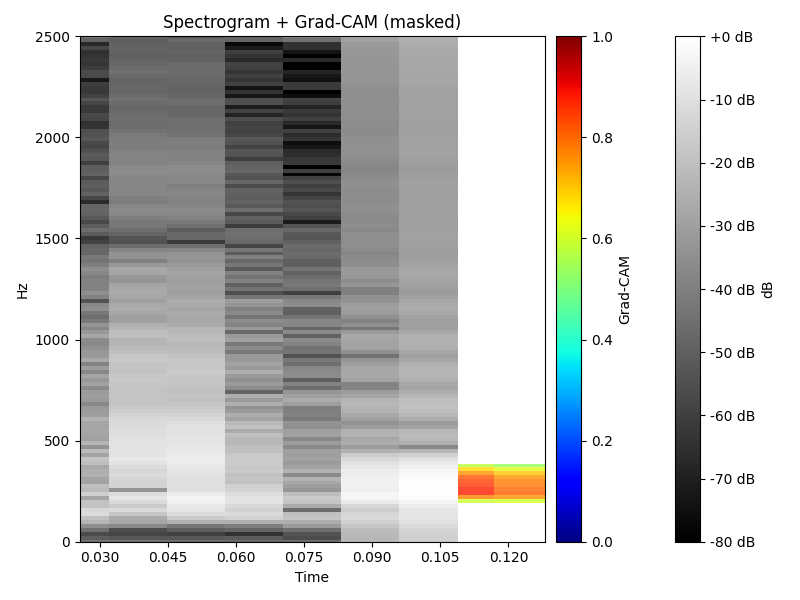 Spectrogram + Grad-CAM (masked)
2500
2000
1500
1000
500
0
Hz
0.030 0.045 0.060 0.075 0.090 0.105 0.120
Time
1.0
0.8
0.6
0.4
0.2
0.0
Grad-CAM
+0 dB
-10 dB
-20 dB
-30 dB
-40 dB
-50 dB
-60 dB
-70 dB
-80 dB
dB